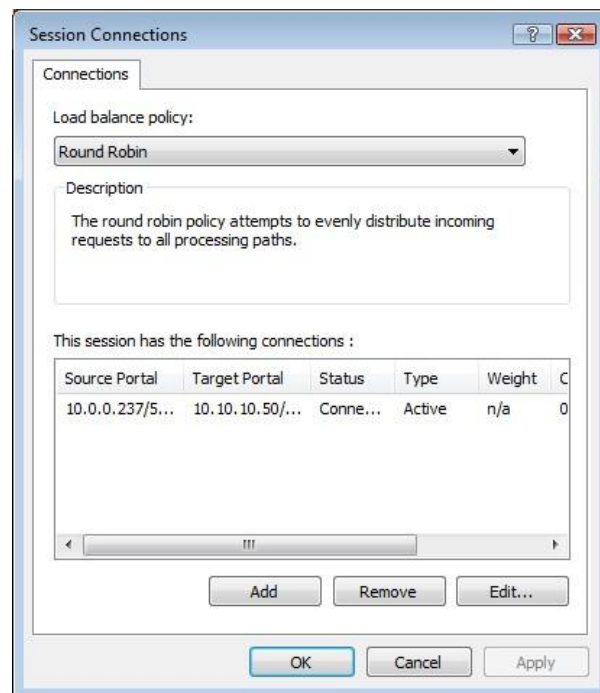 Session Connections
Connections
Load balance policy:
Round Robin
Description
The round robin policy attempts to evenly distribute incoming
requests to all processing paths.
This session has the following connections :
Source Portal Target Portal Status Type Weight C
10.0.0.237/5... 10.10.10.50/... Conne... Active n/a 0
Add Remove Edit...
OK Cancel Apply